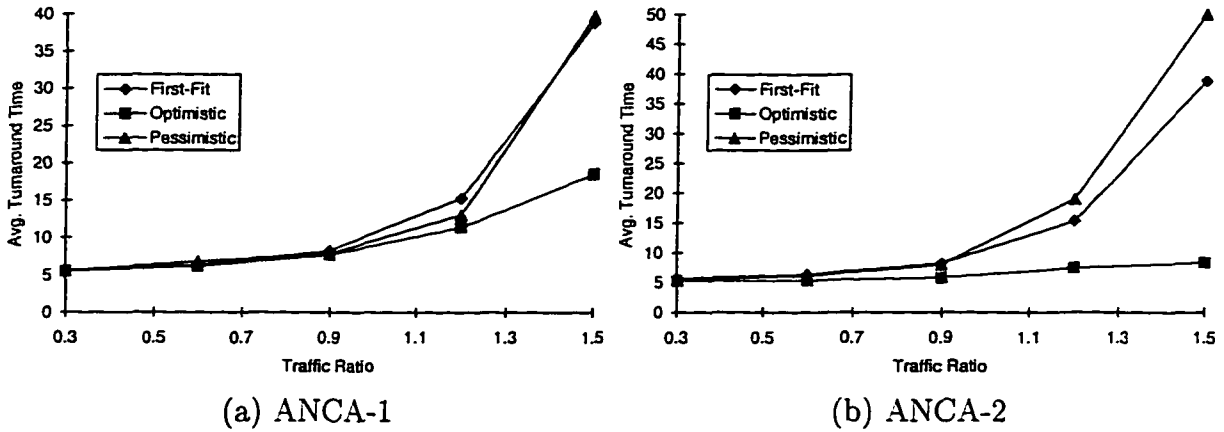 40
35
30
25
20
15
10
5
0
Avg. Turnaround Time
First-Fit
Optimistic
Pessimistic
0.3 0.5 0.7 0.9 1.1 1.3 1.5
Traffic Ratio
(a) ANCA-1
50
45
40
35
30
25
20
15
10
5
0
Avg. Turnaround Time
First-Fit
Optimistic
Pessimistic
0.3 0.5 0.7 0.9 1.1 1.3 1.5
Traffic Ratio
(b) ANCA-2